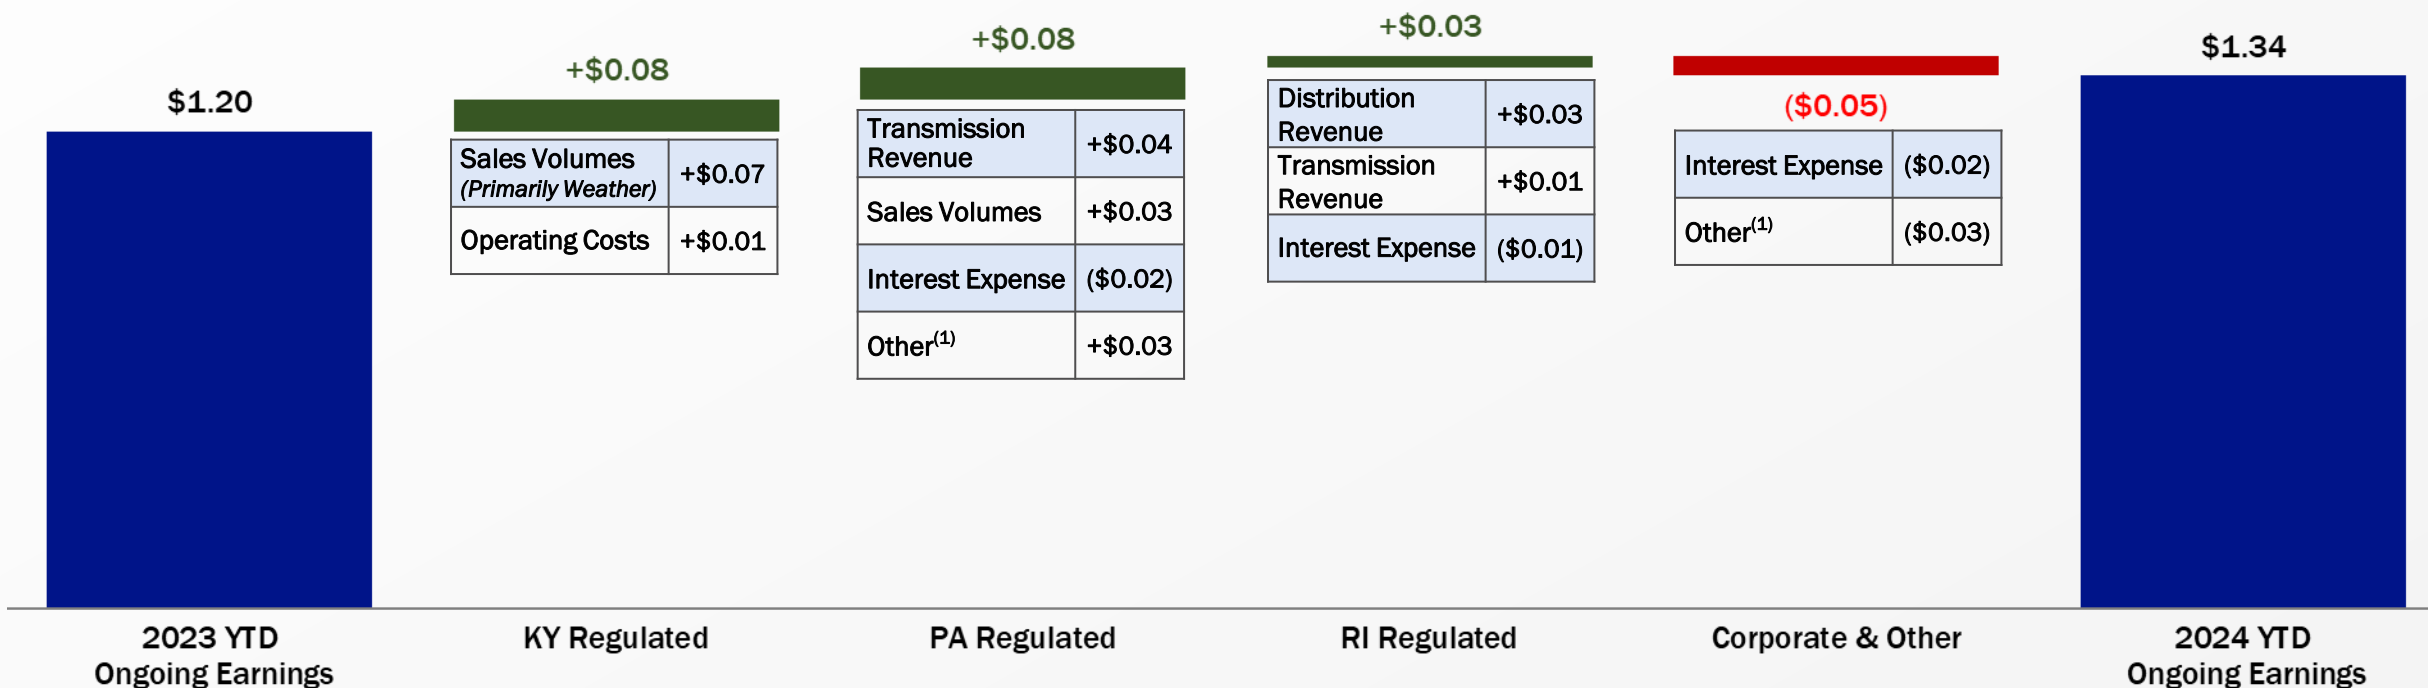 $1.20
+$0.08
Sales Volumes
(Primarily Weather)
+$0.07
Operating Costs
+$0.01
+$0.08
Transmission
Revenue
+$0.04
Sales Volumes
+$0.03
Interest Expense
($0.02)
Other(1)
+$0.03
+$0.03
Distribution
Revenue
+$0.03
Transmission
Revenue
+$0.01
Interest Expense
($0.01)
($0.05)
Interest Expense
($0.02)
Other(1)
($0.03)
$1.34
2023 YTD
Ongoing Earnings
KY Regulated
PA Regulated
RI Regulated
Corporate & Other
2024 YTD
Ongoing Earnings